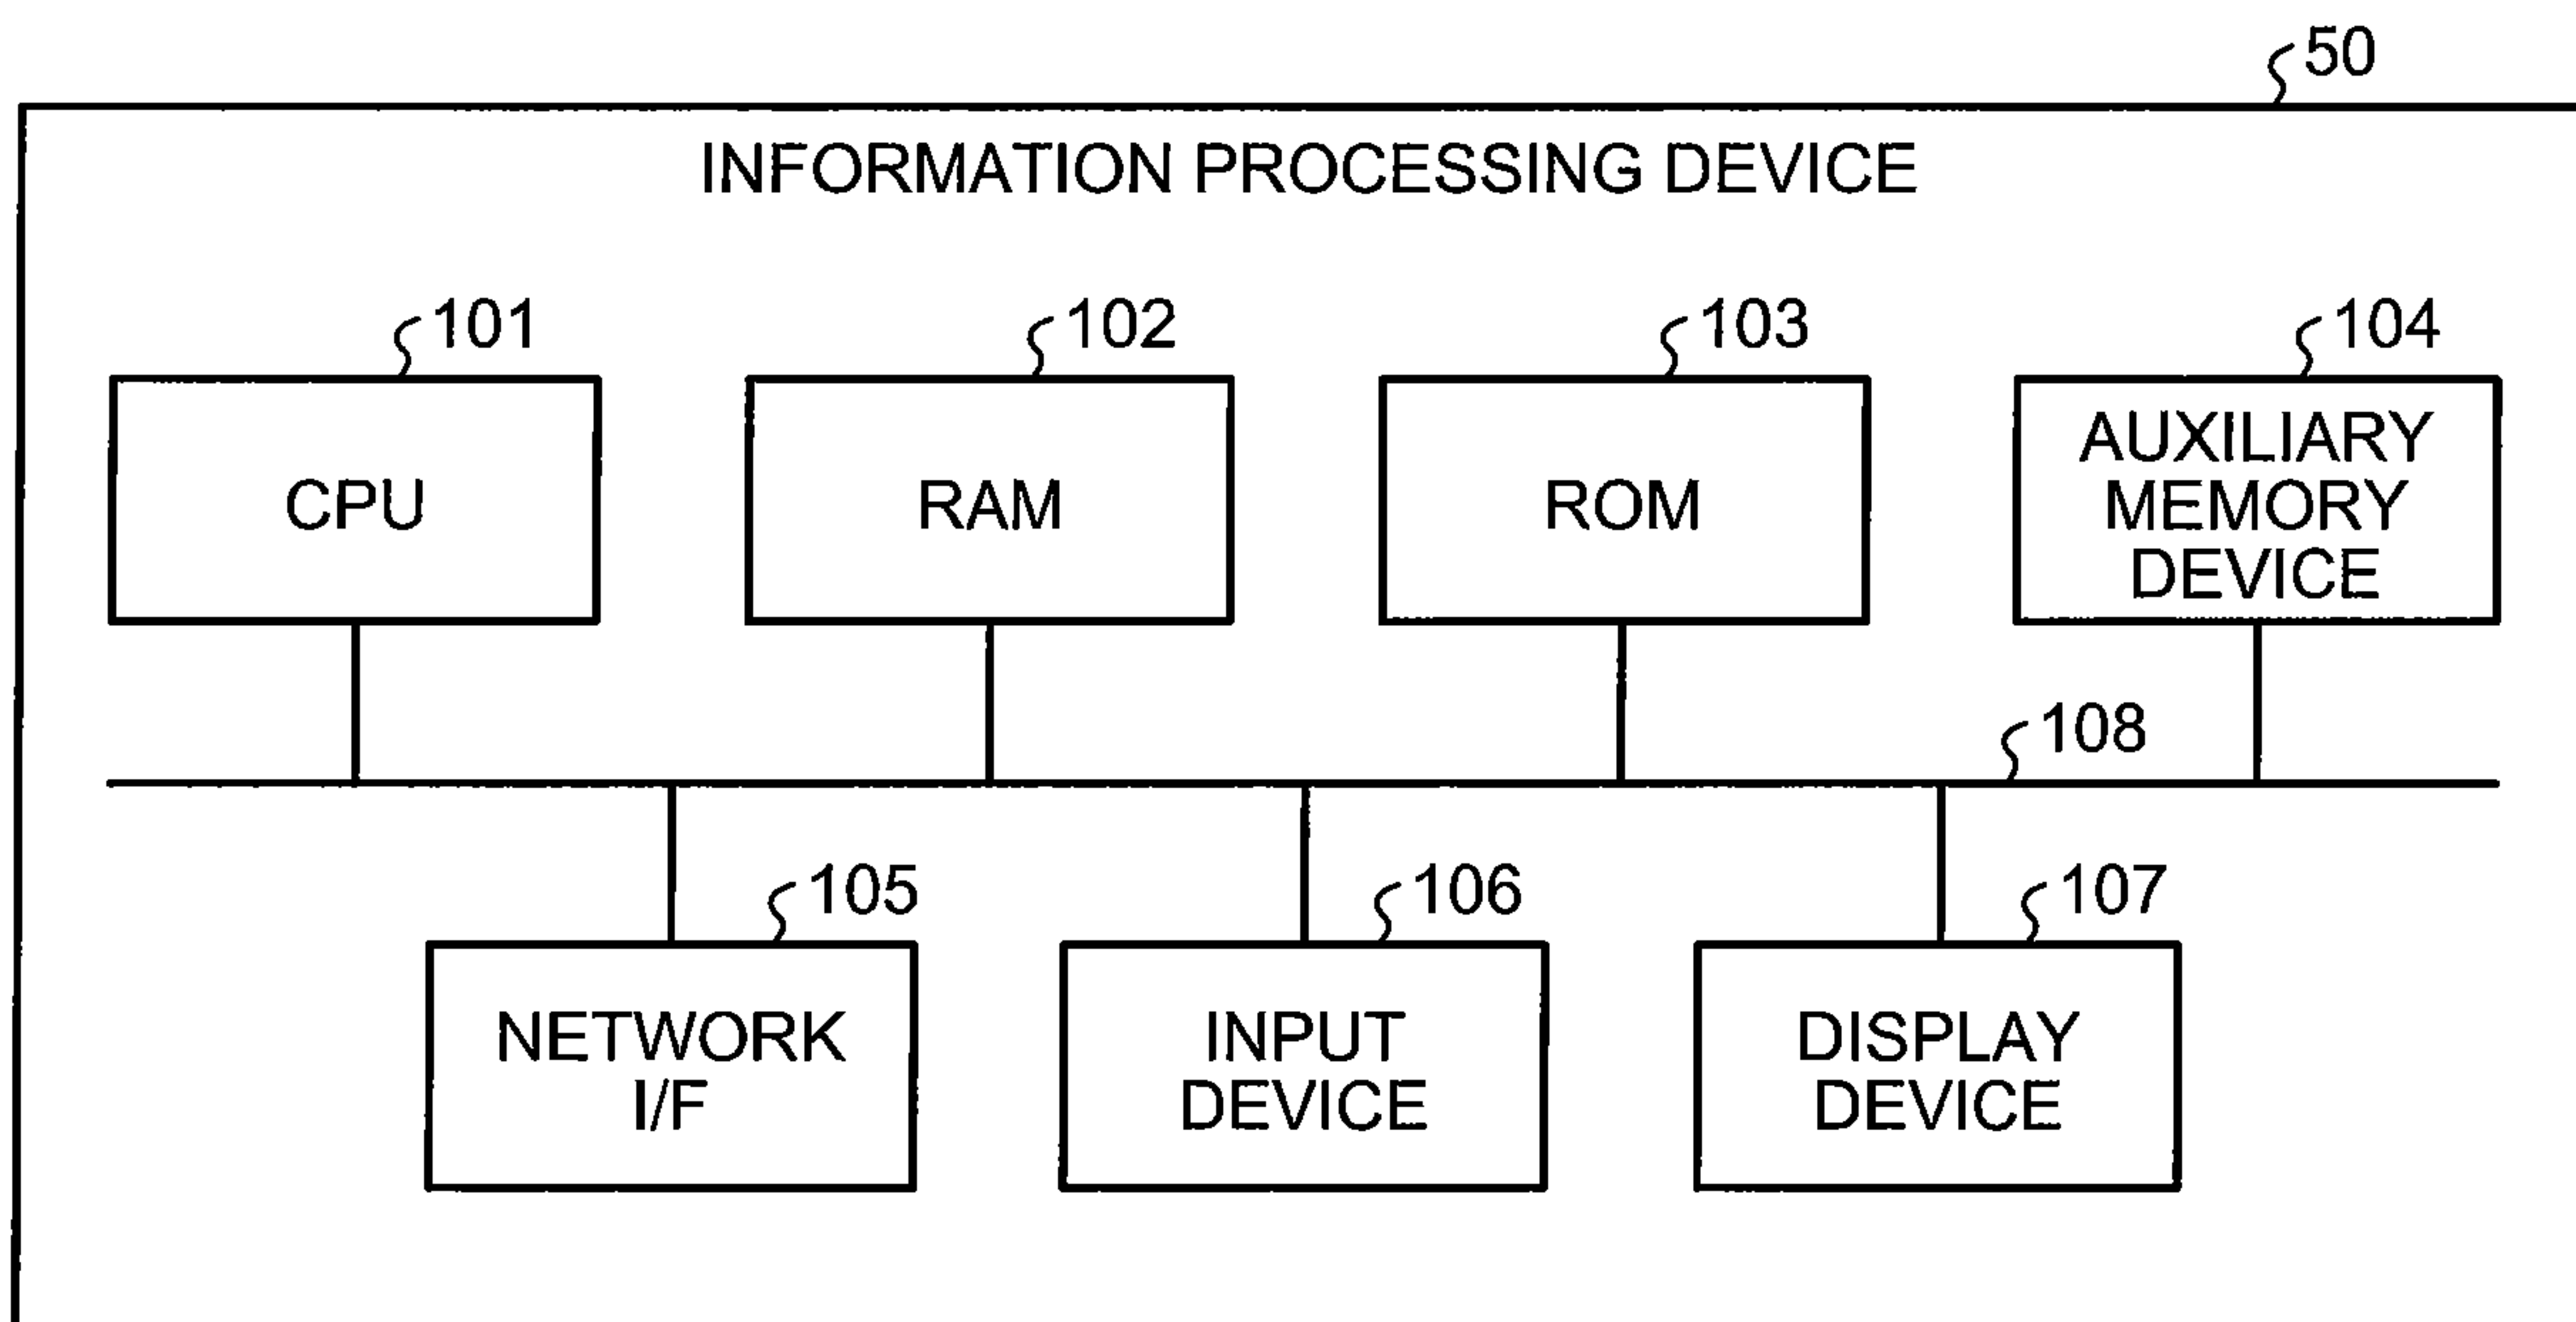 50
INFORMATION PROCESSING DEVICE
101
102
103
104
CPU
RAM
ROM
AUXILIARY
MEMORY
DEVICE
108
105
106
107
NETWORK
I/F
INPUT
DEVICE
DISPLAY
DEVICE